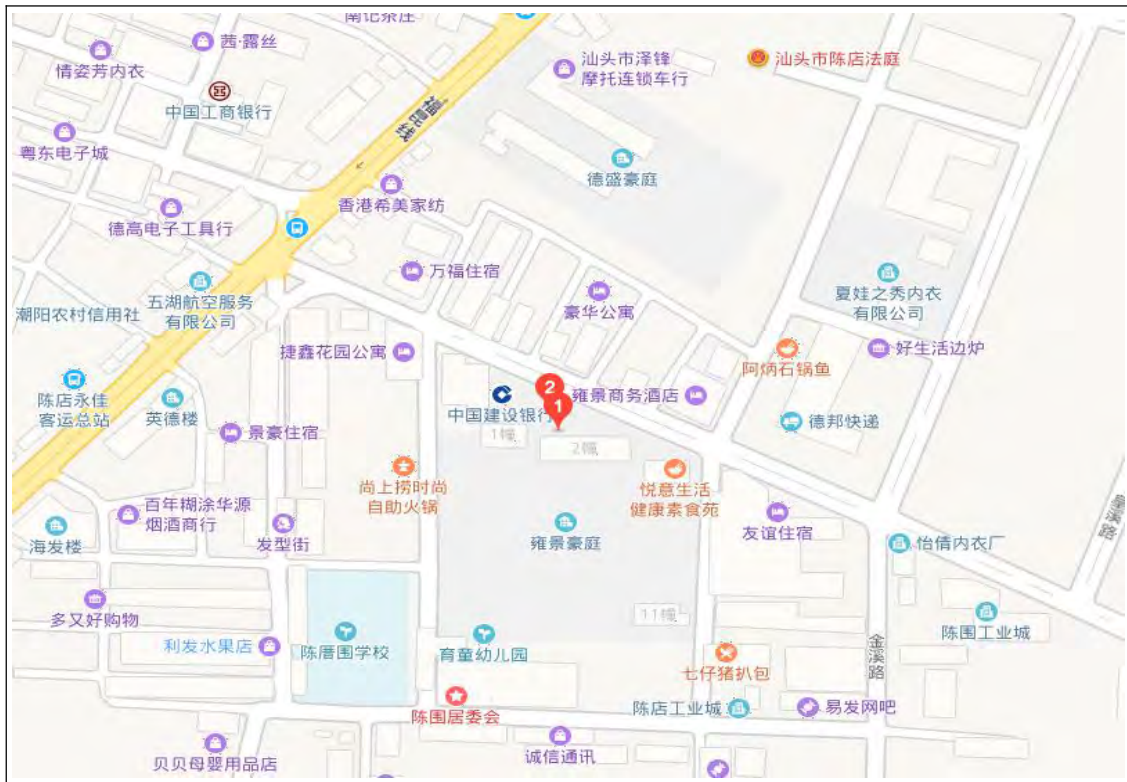 南记茶庄
茜·露丝
情姿芳内衣
中国工商银行
福昆线
汕头市泽锋
摩托连锁车行
汕头市陈店法庭
粤东电子城
德盛豪庭
香港希美家纺
德高电子工具行
万福住宿
五湖航空服务
有限公司
潮阳农村信用社
豪华公寓
夏娃之秀内衣
有限公司
捷鑫花园公寓
好生活边炉
阿炳石锅鱼
陈店永佳
客运总站
英德楼
中国建设银行
2
1
雍景商务酒店
1幢
2幢
德邦快递
景豪住宿
尚上捞时尚
自助火锅
悦意生活
健康素食苑
百年糊涂华源
烟酒商行
友谊住宿
海发楼
发型街
雍景豪庭
怡倩内衣厂
多又好购物
11幢
陈围工业城
利发水果店
陈厝围学校
育童幼儿园
金溪路
七仔猪扒包
陈围居委会
陈店工业城
易发网吧
诚信通讯
贝贝母婴用品店